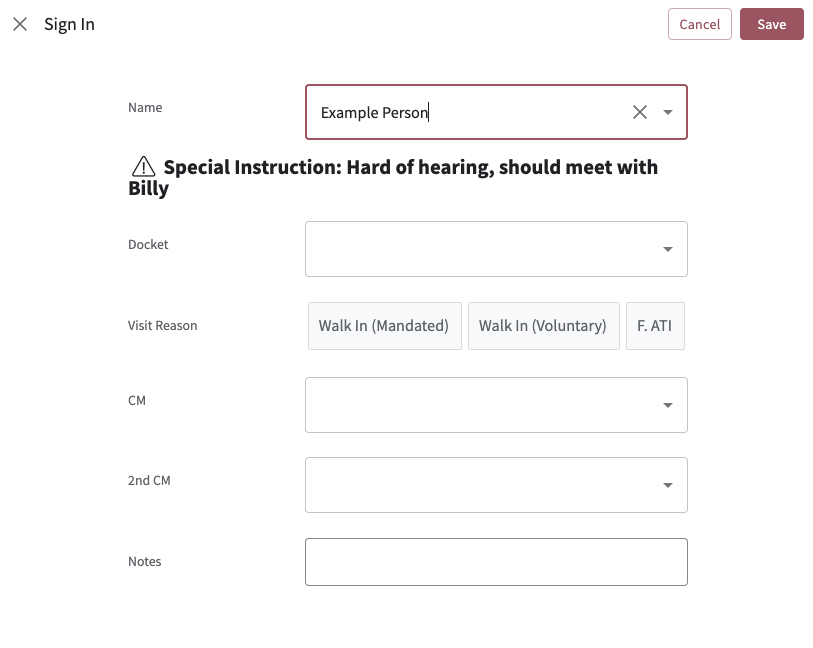 Sign In
Cancel
Save
Name
Example Person
Special Instruction: Hard of hearing, should meet with
Billy
Docket
Visit Reason
Walk In (Mandated)
Walk In (Voluntary)
F. ATI
CM
2nd CM
Notes